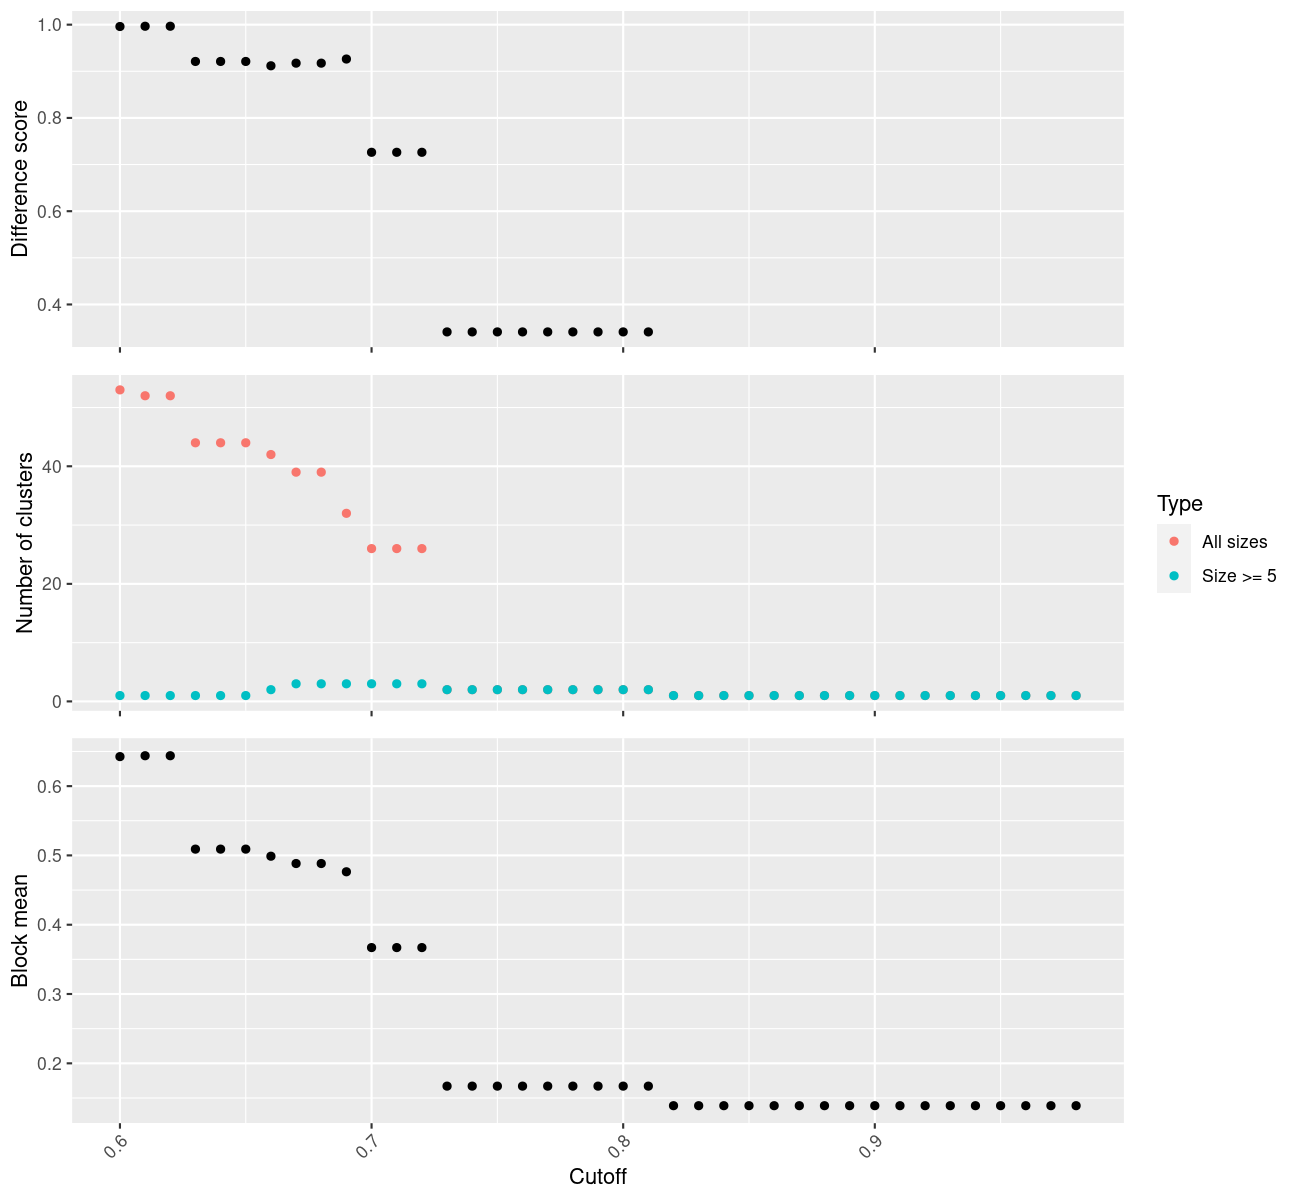 Difference score
1.0
0.8
0.6
0.4
Number of clusters
40
20
0
Type
All sizes
Size >= 5
Block mean
0.6
0.5
0.4
0.3
0.2
0.6
0.7
0.8
0.9
Cutoff